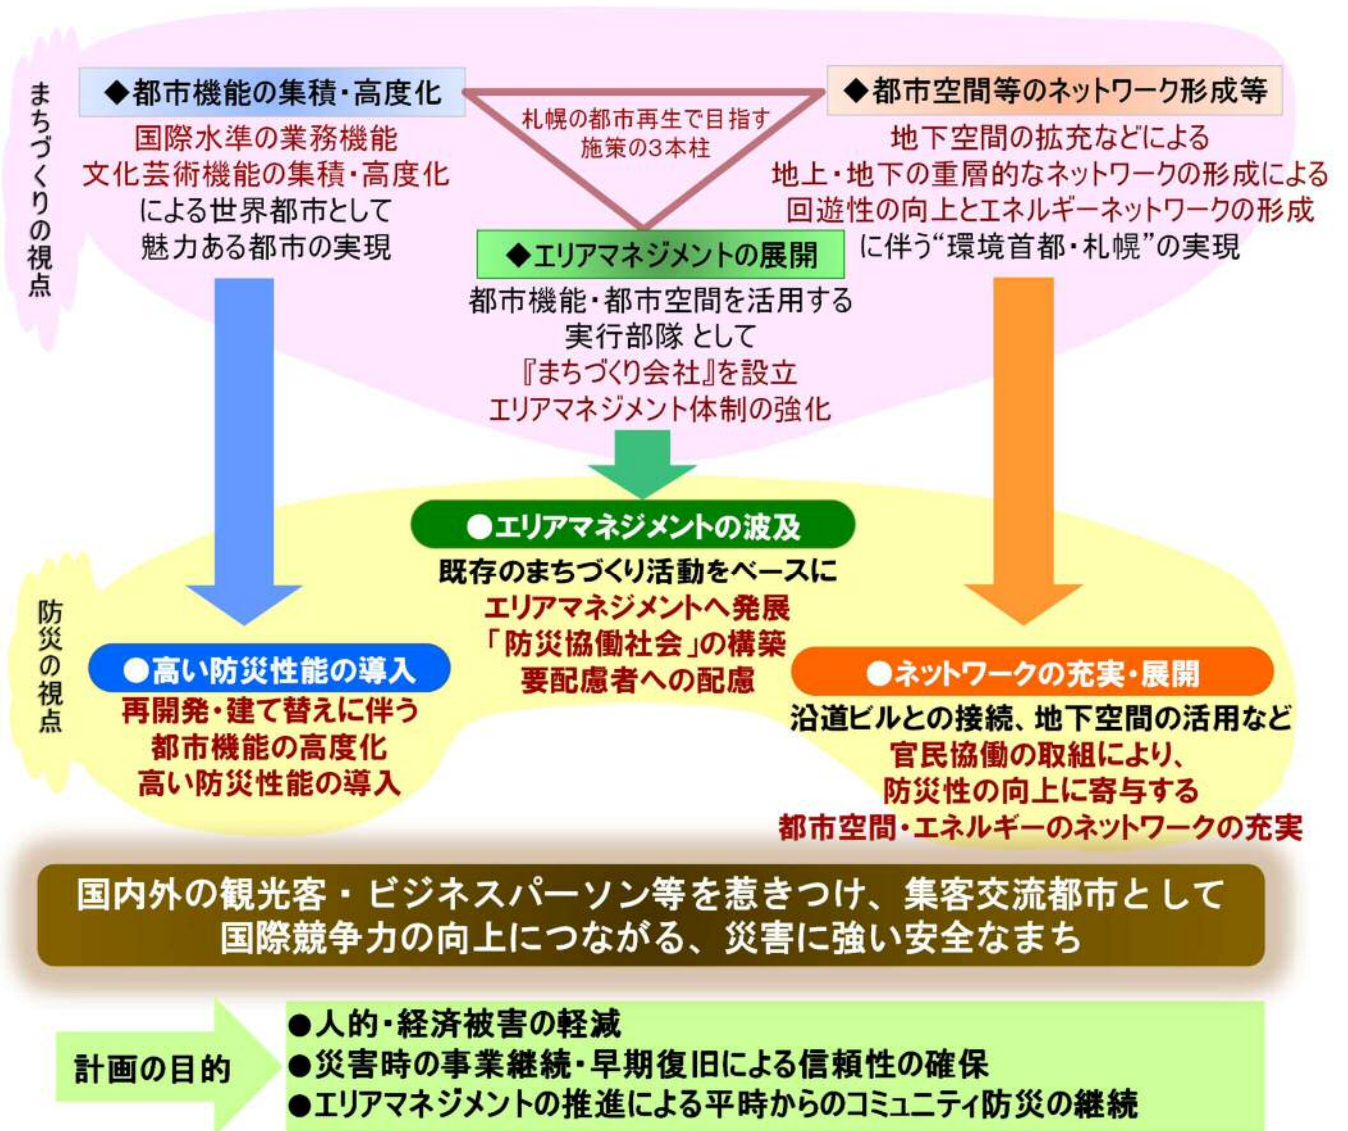 まちづくりの視点
◆都市機能の集積・高度化
国際水準の業務機能
文化芸術機能の集積・高度化
による世界都市として
魅力ある都市の実現
札幌の都市再生で目指す
施策の3本柱
◆都市空間等のネットワーク形成等
地下空間の拡充などによる
地上・地下の重層的なネットワークの形成による
回遊性の向上とエネルギーネットワークの形成
に伴う“環境首都・札幌”の実現
◆エリアマネジメントの展開
都市機能・都市空間を活用する
実行部隊 として
『まちづくり会社』を設立
エリアマネジメント体制の強化
防災の視点
●エリアマネジメントの波及
既存のまちづくり活動をベースに
エリアマネジメントへ発展
「防災協働社会」の構築
要配慮者への配慮
●高い防災性能の導入
再開発・建て替えに伴う
都市機能の高度化
高い防災性能の導入
●ネットワークの充実・展開
沿道ビルとの接続、地下空間の活用など
官民協働の取組により、
防災性の向上に寄与する
都市空間・エネルギーのネットワークの充実
国内外の観光客・ビジネスパーソン等を惹きつけ、集客交流都市として
国際競争力の向上につながる、災害に強い安全なまち
計画の目的
●人的・経済被害の軽減
●災害時の事業継続・早期復旧による信頼性の確保
●エリアマネジメントの推進による平時からのコミュニティ防災の継続